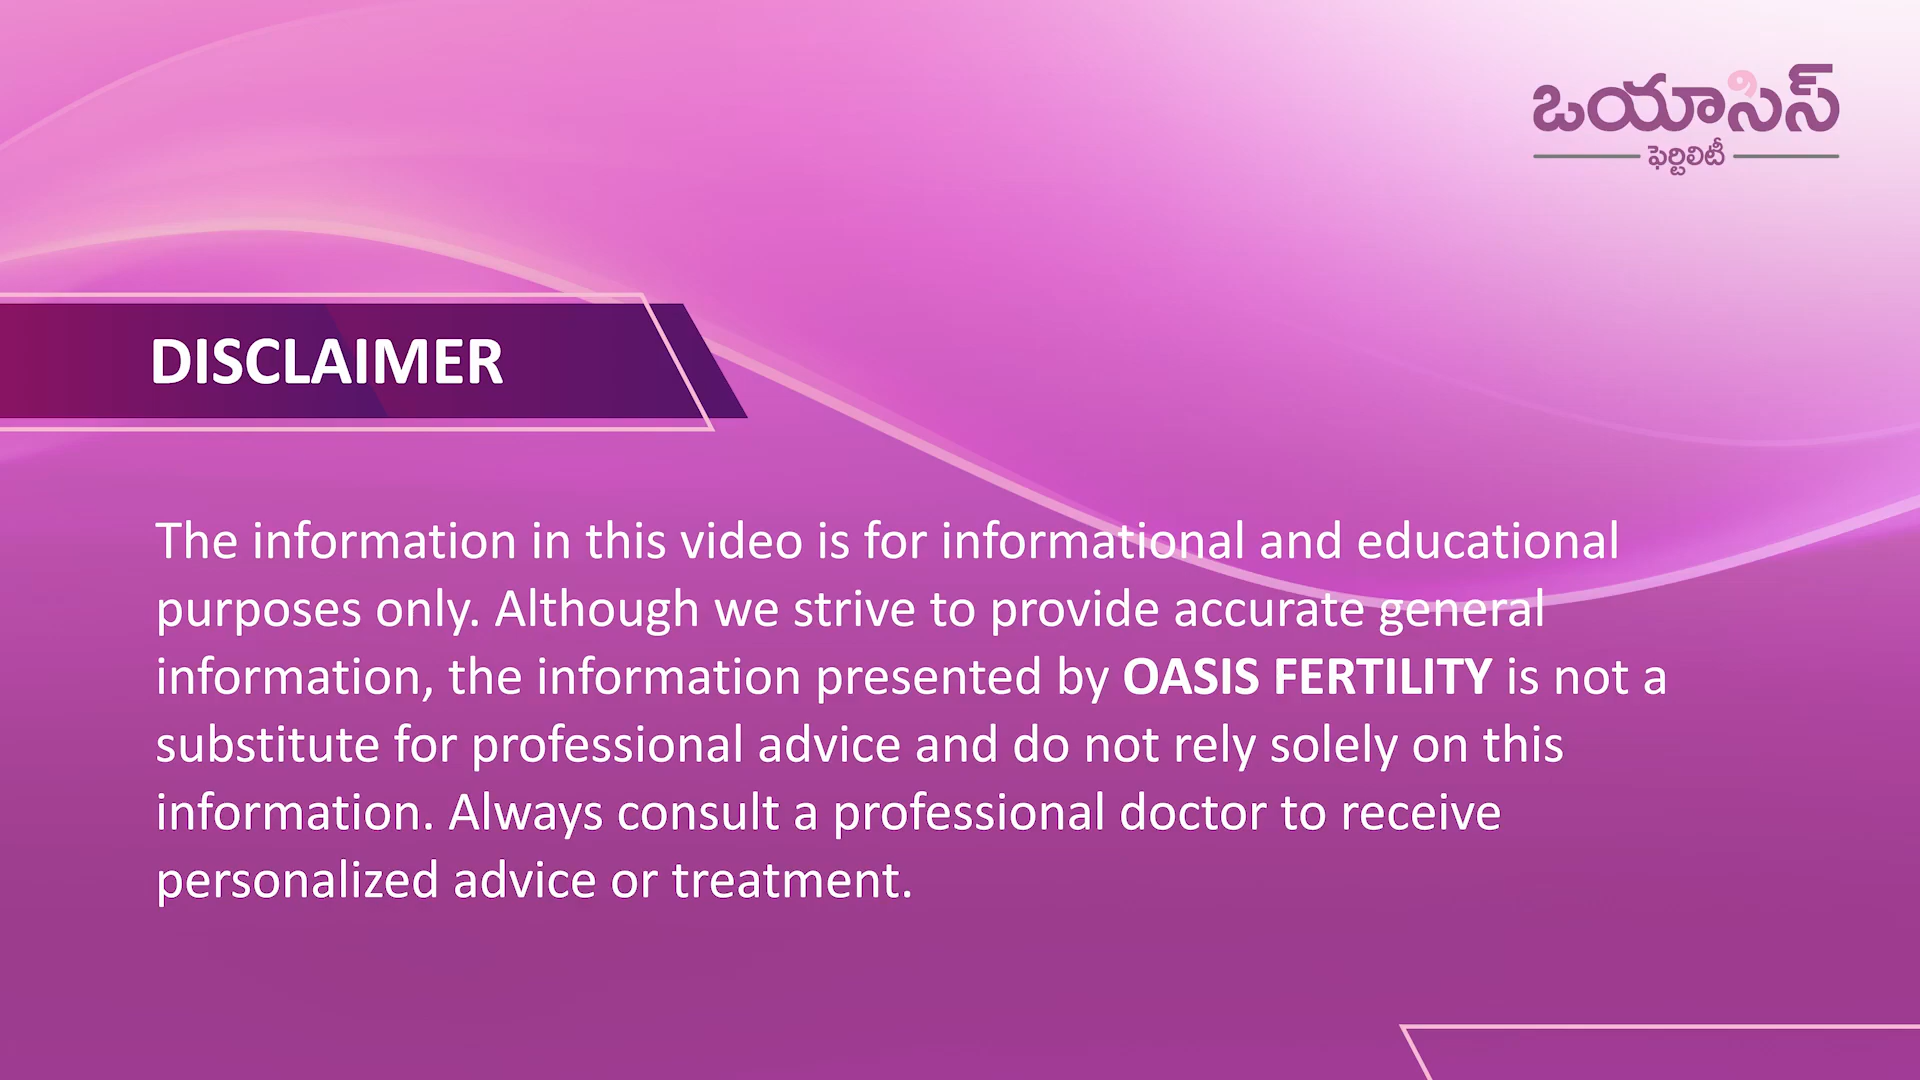 ఒయాసిస్
ఫెర్టిలిటీ
DISCLAIMER
The information in this video is for informational and educational
purposes only. Although we strive to provide accurate general
information, the information presented by OASIS FERTILITY is not a
substitute for professional advice and do not rely solely on this
information. Always consult a professional doctor to receive
personalized advice or treatment.